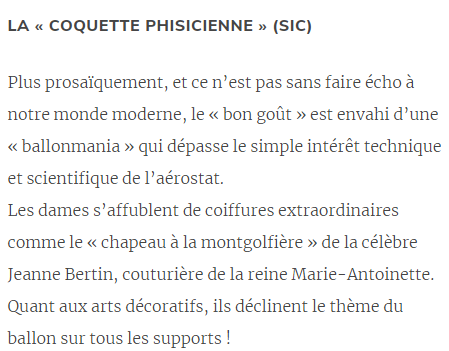 LA « COQUETTE PHISICIENNE » (SIC)
Plus prosaïquement, et ce n’est pas sans faire écho à
notre monde moderne, le « bon goût » est envahi d’une
« ballonmania » qui dépasse le simple intérêt technique
et scientifique de l’aérostat.
Les dames s’affublent de coiffures extraordinaires
comme le « chapeau à la montgolfière » de la célèbre
Jeanne Bertin, couturière de la reine Marie-Antoinette.
Quant aux arts décoratifs, ils déclinent le thème du
ballon sur tous les supports !